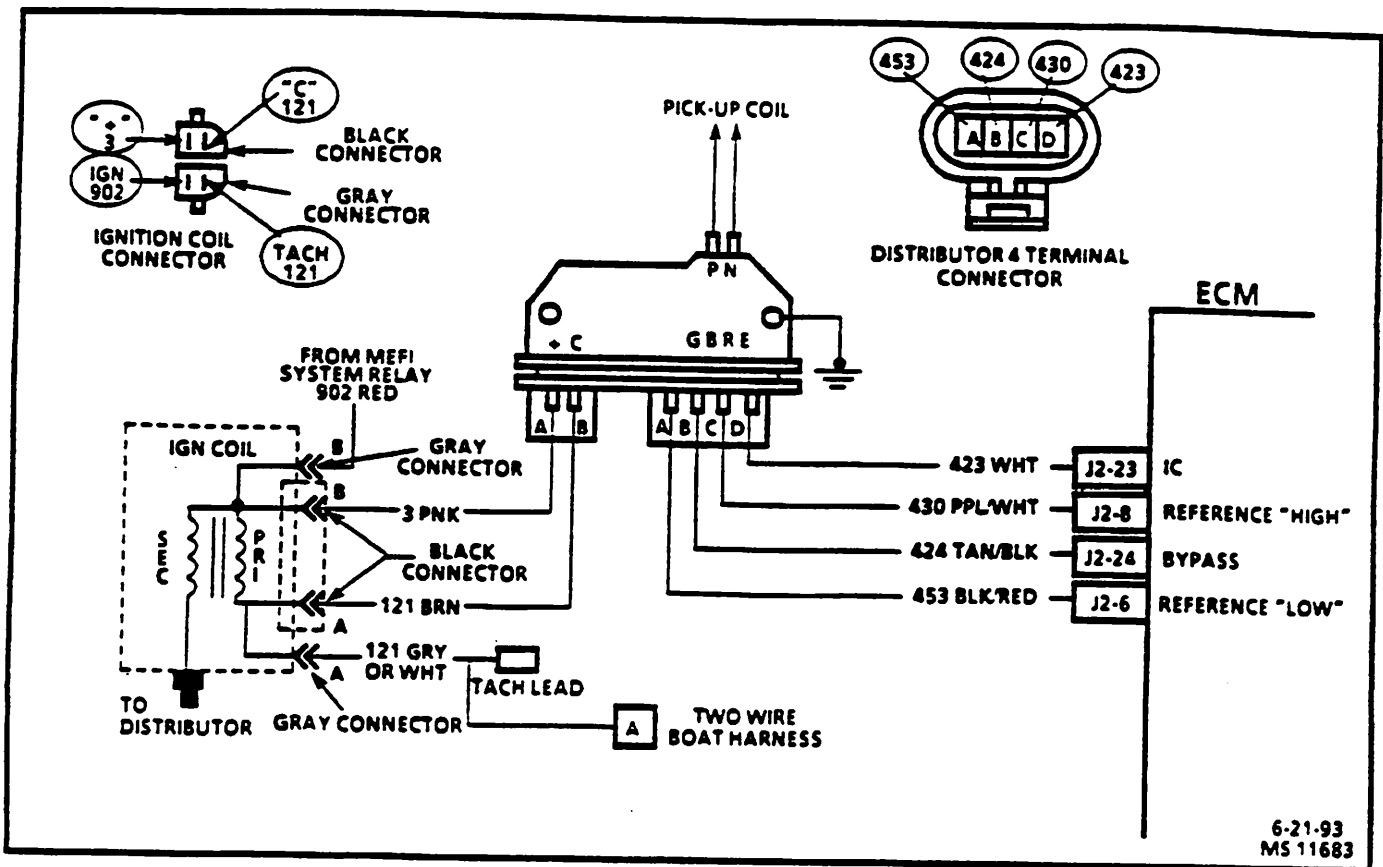 453
424
430
423
"C"
121
"+"
3
BLACK
CONNECTOR
IGN
902
GRAY
CONNECTOR
IGNITION COIL
CONNECTOR
TACH
121
PICK-UP COIL
A B C D
DISTRIBUTOR 4 TERMINAL
CONNECTOR
P N
+ C
G B R E
ECM
FROM MEFI
SYSTEM RELAY
902 RED
A B
A B C D
IGN COIL
B
GRAY
CONNECTOR
B
3 PNK
SEC
PRI
BLACK
CONNECTOR
121 BRN
A
121 GRY
OR WHT
A
TACH LEAD
TO
DISTRIBUTOR
GRAY CONNECTOR
A
TWO WIRE
BOAT HARNESS
423 WHT
J2-23
IC
430 PPL/WHT
J2-8
REFERENCE "HIGH"
424 TAN/BLK
J2-24
BYPASS
453 BLK/RED
J2-6
REFERENCE "LOW"
6-21-93
MS 11683